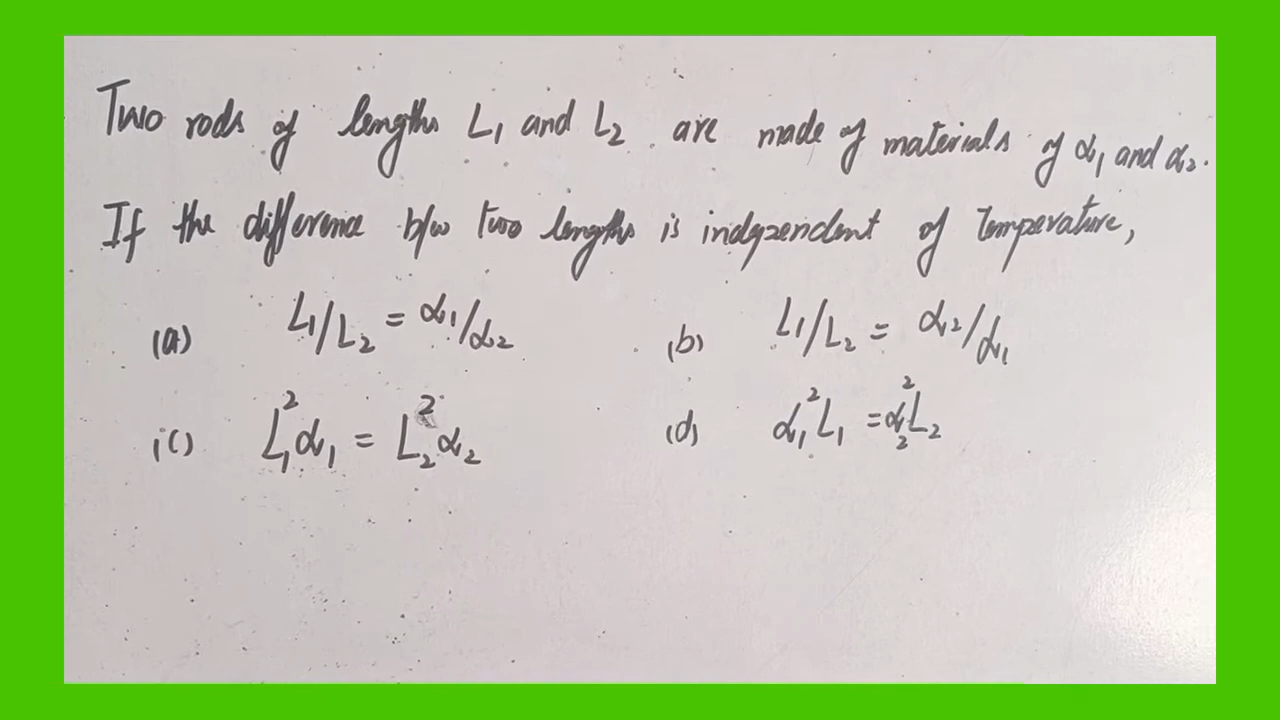 Two rods of lengths L₁ and L₂ are made of materials of α₁ and α₂.
If the difference b/w two lengths is independent of Temperature,
(a) L₁/L₂ = α₁/α₂ (b) L₁/L₂ = α₂/α₁
(c) L₁²α₁ = L₂²α₂ (d) α₁²L₁ = α₂²L₂